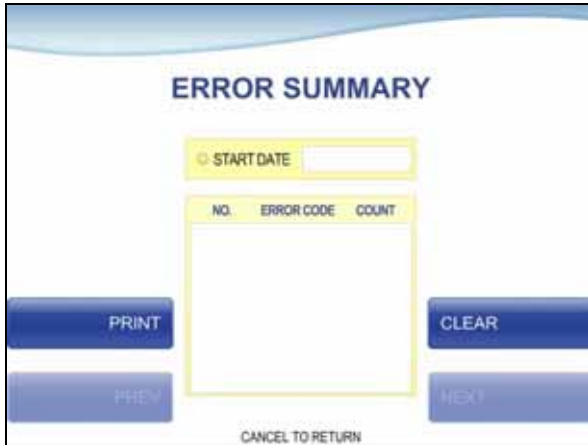 ERROR SUMMARY
START DATE
NO. ERROR CODE COUNT
PRINT
CLEAR
PREV
NEXT
CANCEL TO RETURN